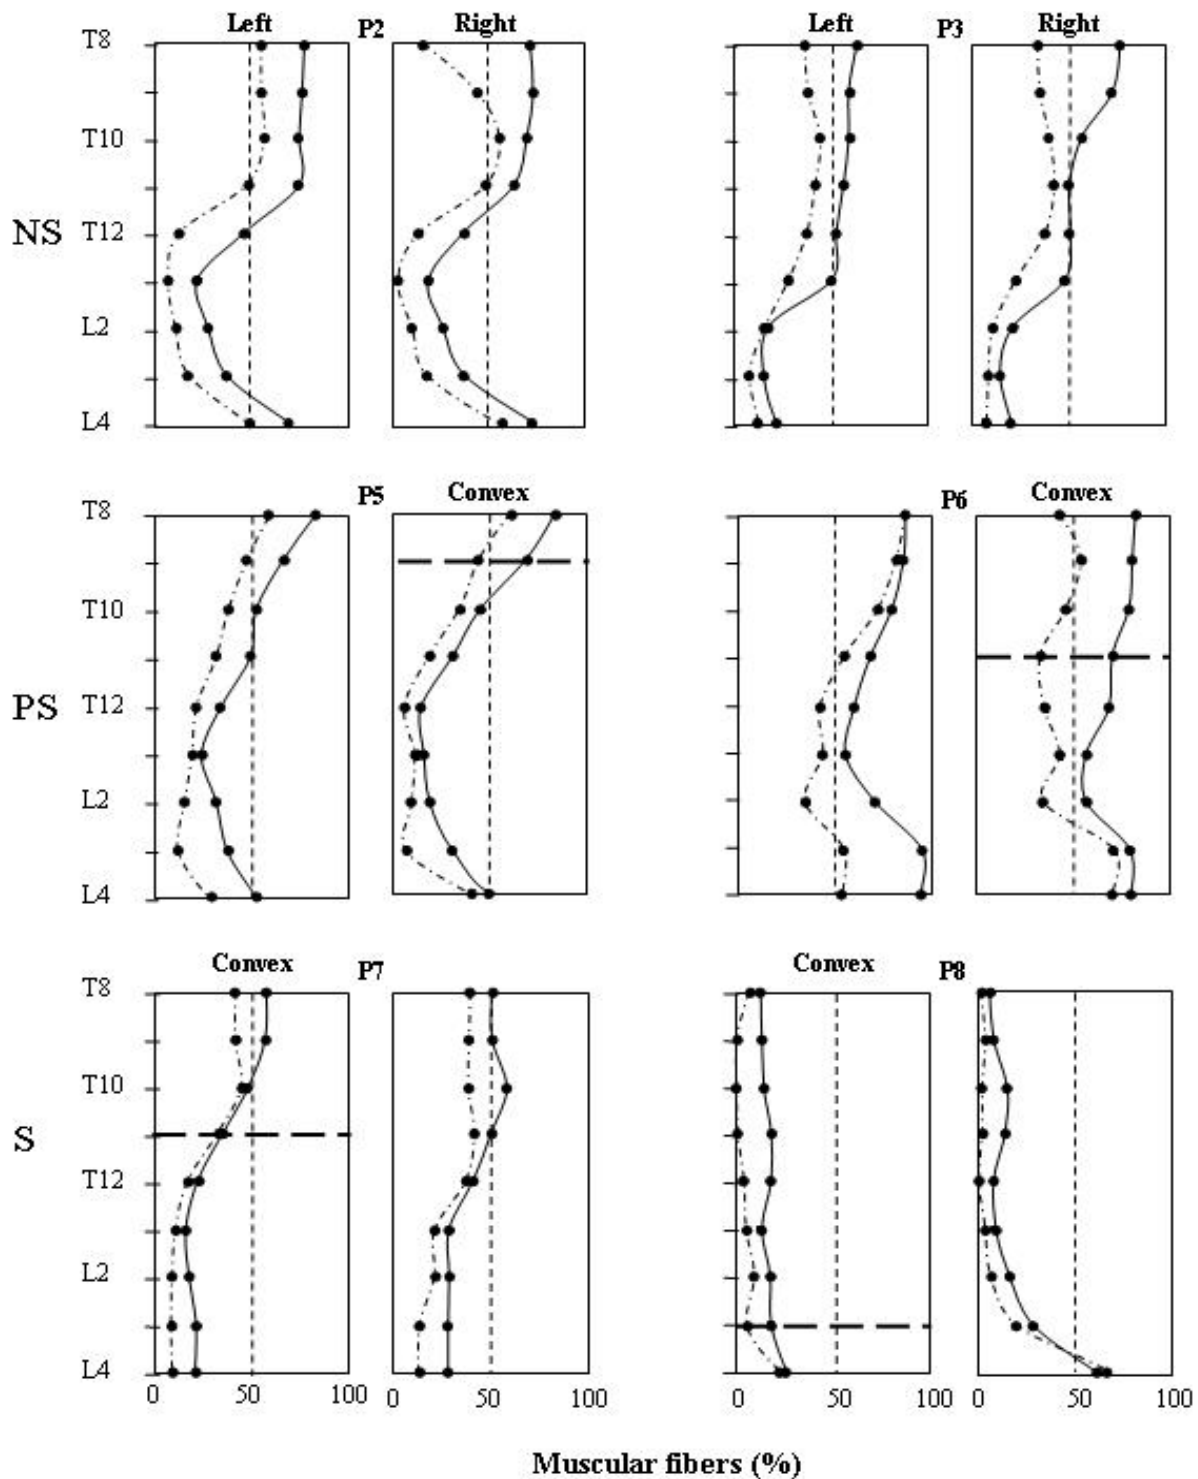 Left P2 Right Left P3 Right
T8
T10
NS T12
L2
L4
P5 Convex P6 Convex
T8
T10
PS T12
L2
L4
Convex P7 Convex P8
T8
T10
S
T12
L2
L4
0 50 100 0 50 100 0 50 100 0 50 100
Muscular fibers (%)